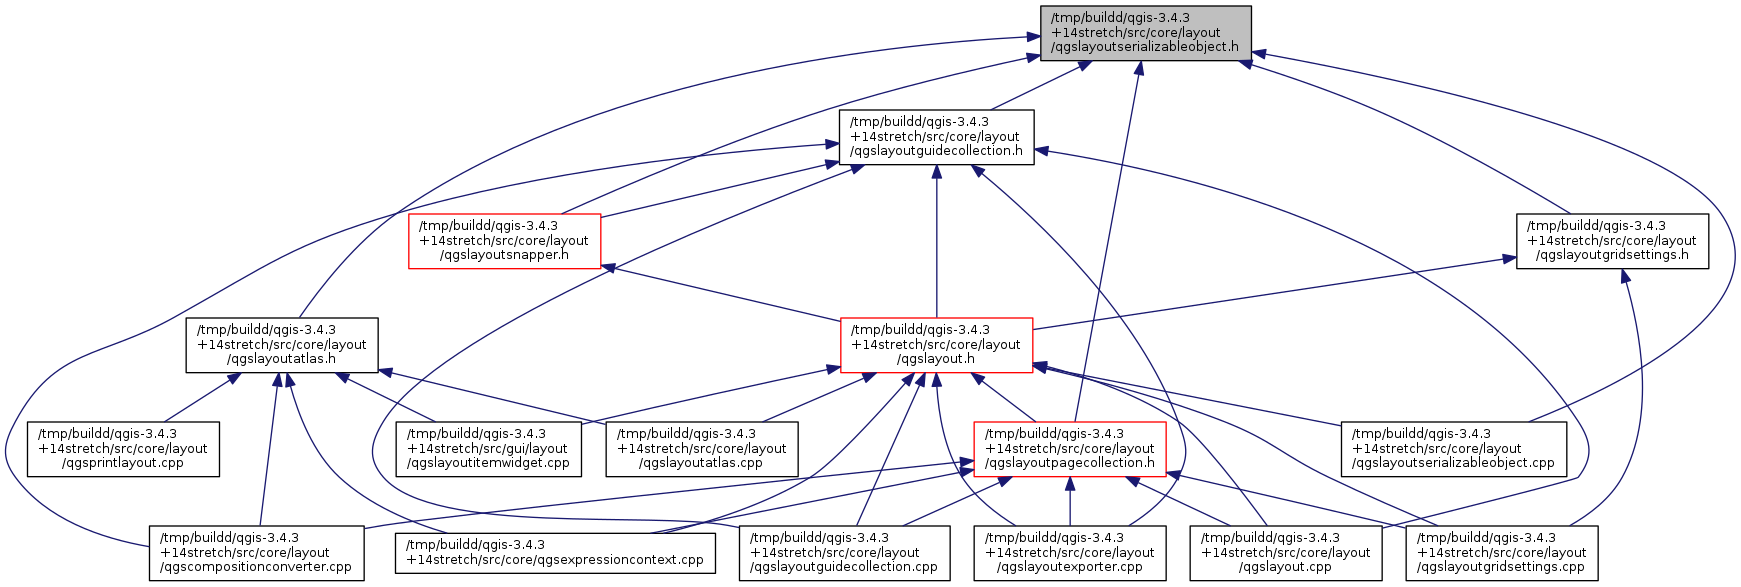 /tmp/buildd/qgis-3.4.3
+14stretch/src/core/layout
/qgslayoutserializableobject.h
/tmp/buildd/qgis-3.4.3
+14stretch/src/core/layout
/qgslayoutguidecollection.h
/tmp/buildd/qgis-3.4.3
+14stretch/src/core/layout
/qgslayoutsnapper.h
/tmp/buildd/qgis-3.4.3
+14stretch/src/core/layout
/qgslayoutgridsettings.h
/tmp/buildd/qgis-3.4.3
+14stretch/src/core/layout
/qgslayoutatlas.h
/tmp/buildd/qgis-3.4.3
+14stretch/src/core/layout
/qgslayout.h
/tmp/buildd/qgis-3.4.3
+14stretch/src/core/layout
/qgsprintlayout.cpp
/tmp/buildd/qgis-3.4.3
+14stretch/src/gui/layout
/qgslayoutitemwidget.cpp
/tmp/buildd/qgis-3.4.3
+14stretch/src/core/layout
/qgslayoutatlas.cpp
/tmp/buildd/qgis-3.4.3
+14stretch/src/core/layout
/qgslayoutpagecollection.h
/tmp/buildd/qgis-3.4.3
+14stretch/src/core/layout
/qgslayoutserializableobject.cpp
/tmp/buildd/qgis-3.4.3
+14stretch/src/core/layout
/qgscompositionconverter.cpp
/tmp/buildd/qgis-3.4.3
+14stretch/src/core/qgsexpressioncontext.cpp
/tmp/buildd/qgis-3.4.3
+14stretch/src/core/layout
/qgslayoutguidecollection.cpp
/tmp/buildd/qgis-3.4.3
+14stretch/src/core/layout
/qgslayoutexporter.cpp
/tmp/buildd/qgis-3.4.3
+14stretch/src/core/layout
/qgslayout.cpp
/tmp/buildd/qgis-3.4.3
+14stretch/src/core/layout
/qgslayoutgridsettings.cpp